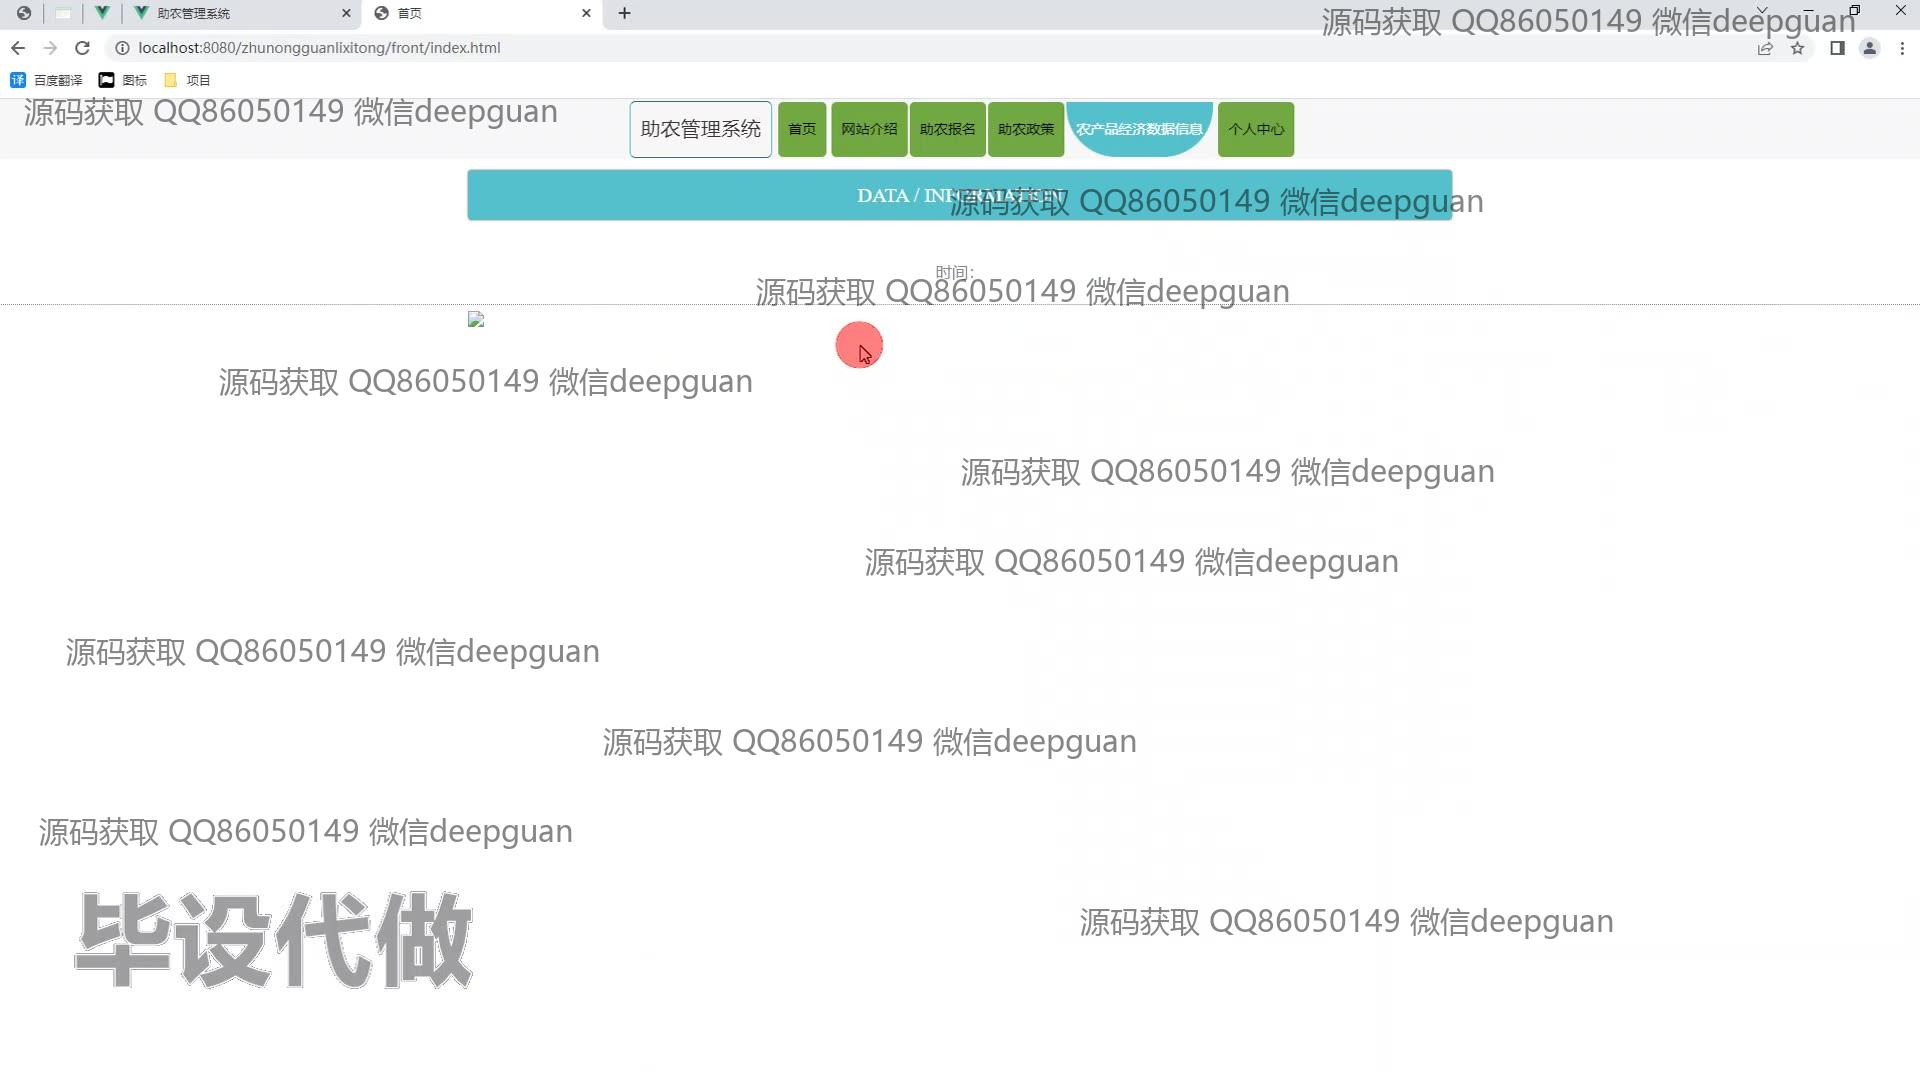 助农管理系统
首页
源码获取 QQ86050149 微信deepguan
localhost:8080/zhunongguanlixitong/front/index.html
译 百度翻译 图标 项目
源码获取 QQ86050149 微信deepguan
助农管理系统 首页 网站介绍 助农报名 助农政策 农产品经济数据信息 个人中心
DATA / INFORMATION
源码获取 QQ86050149 微信deepguan
时间:
源码获取 QQ86050149 微信deepguan
源码获取 QQ86050149 微信deepguan
源码获取 QQ86050149 微信deepguan
源码获取 QQ86050149 微信deepguan
源码获取 QQ86050149 微信deepguan
源码获取 QQ86050149 微信deepguan
源码获取 QQ86050149 微信deepguan
源码获取 QQ86050149 微信deepguan
毕设代做